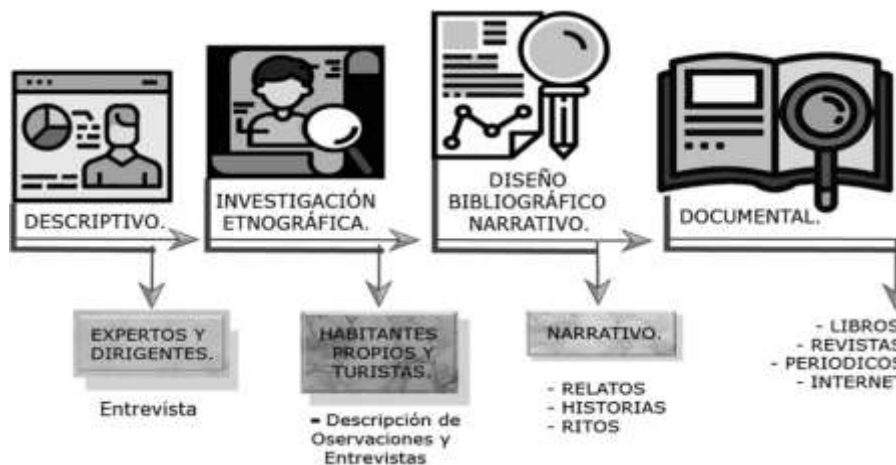 DESCRIPTIVO.
INVESTIGACIÓN
ETNOGRÁFICA.
DISEÑO
BIBLIOGRÁFICO
NARRATIVO.
DOCUMENTAL.
EXPERTOS Y
DIRIGENTES.
Entrevista
HABITANTES
PROPIOS Y
TURISTAS.
- Descripción de
Oservaciones y
Entrevistas
NARRATIVO.
- RELATOS
- HISTORIAS
- RITOS
- LIBROS
- REVISTAS
- PERIODICOS
- INTERNET